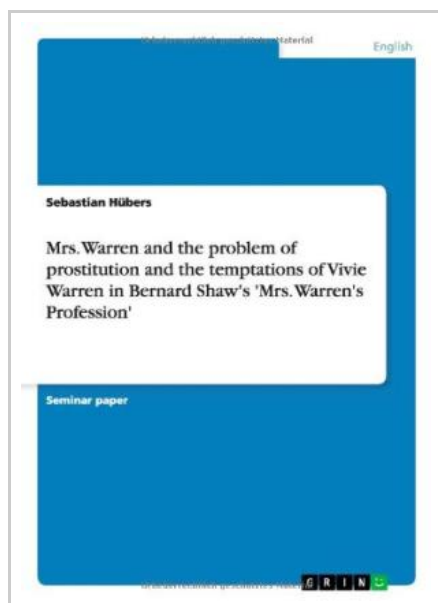 English
Sebastian Hübers
Mrs. Warren and the problem of
prostitution and the temptations of Vivie
Warren in Bernard Shaw's 'Mrs. Warren's
Profession'
Seminar paper
GRIN